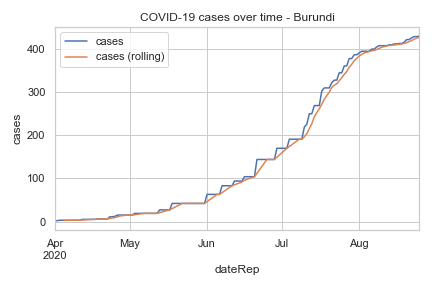 COVID-19 cases over time - Burundi
cases
cases (rolling)
400
300
200
100
0
cases
Apr
2020
May
Jun
Jul
Aug
dateRep